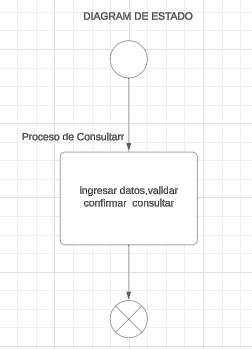 DIAGRAM DE ESTADO
Proceso de Consultarr
ingresar datos,validar
confirmar consultar